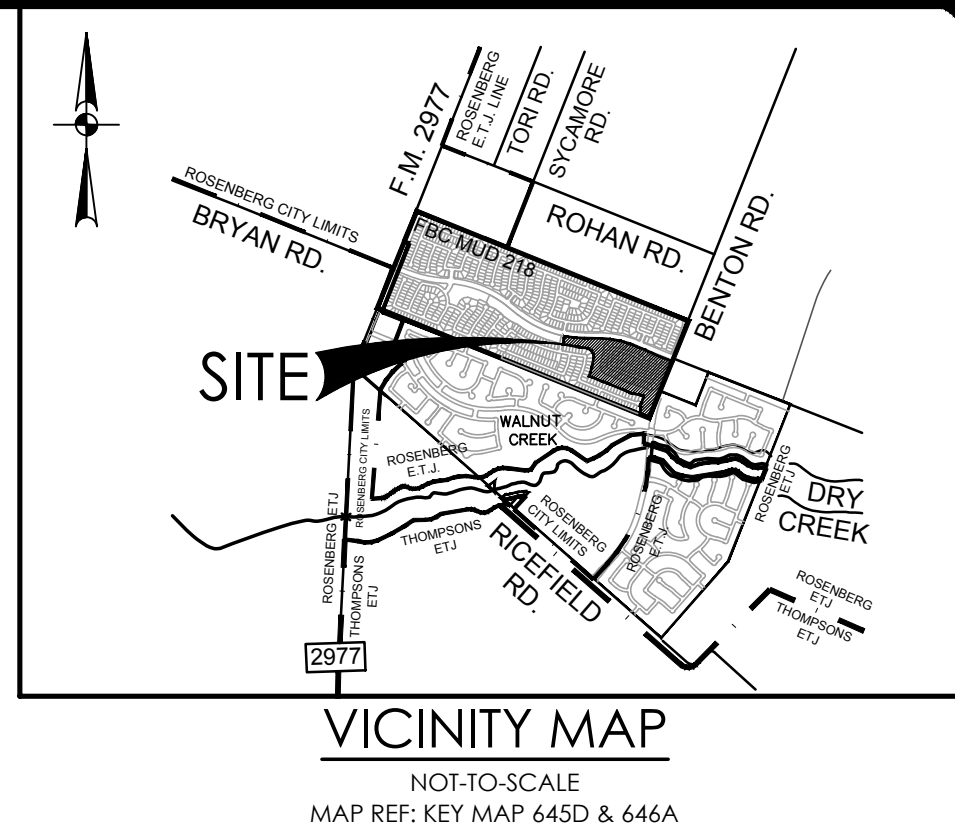 F.M. 2977
ROSENBERG
E.T.J. LINE
TORI RD.
SYCAMORE
RD.
ROSENBERG CITY LIMITS
BRYAN RD.
ROHAN RD.
BENTON RD.
FBC MUD 218
SITE
WALNUT
CREEK
ROSENBERG CITY LIMITS
ROSENBERG
E.T.J.
ROSENBERG
ETJ
DRY
CREEK
ROSENBERG
CITY LIMITS
ROSENBERG
E.T.J.
THOMPSONS
ETJ
ROSENBERG ETJ
THOMPSONS
ETJ
RICEFIELD
RD.
ROSENBERG
ETJ
THOMPSONS
ETJ
2977
VICINITY MAP
NOT-TO-SCALE
MAP REF: KEY MAP 645D & 646A